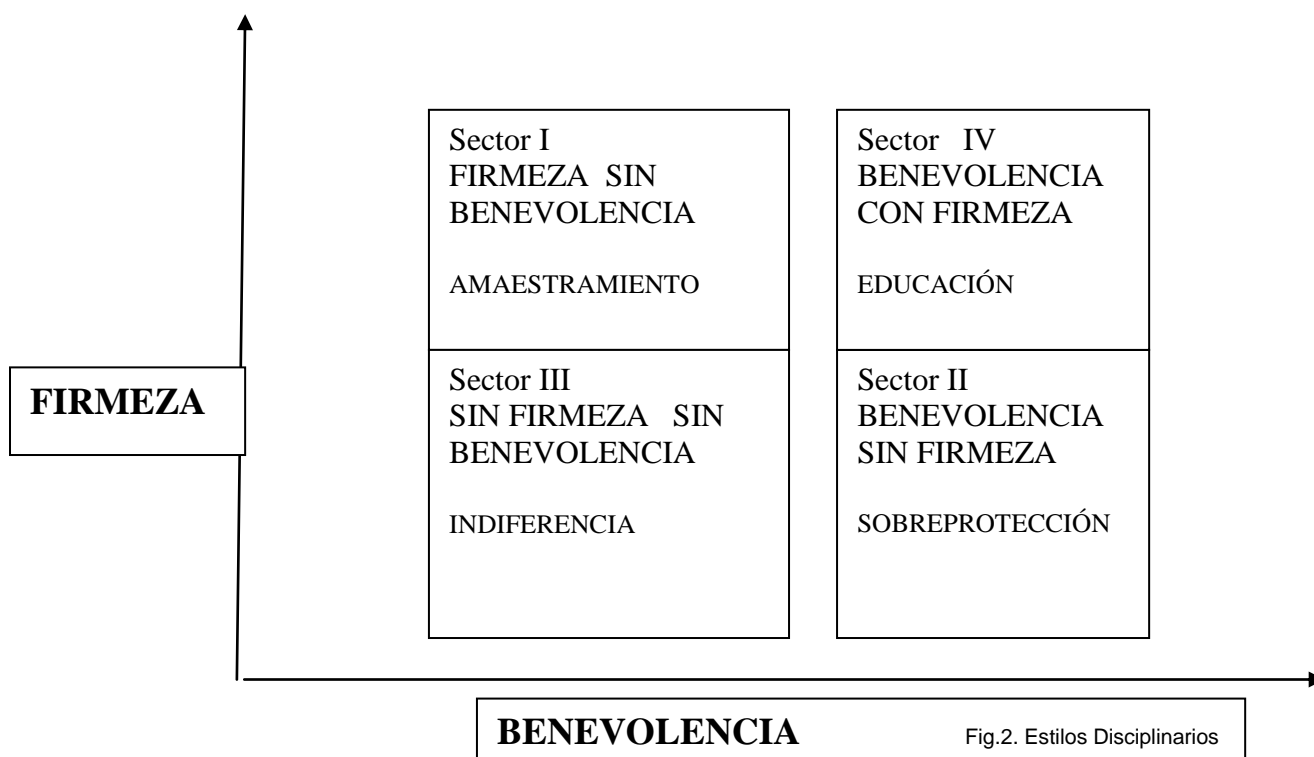 Sector I
FIRMEZA SIN
BENEVOLENCIA
AMAESTRAMIENTO
Sector IV
BENEVOLENCIA
CON FIRMEZA
EDUCACIÓN
FIRMEZA
Sector III
SIN FIRMEZA SIN
BENEVOLENCIA
INDIFERENCIA
Sector II
BENEVOLENCIA
SIN FIRMEZA
SOBREPROTECCIÓN
BENEVOLENCIA
Fig.2. Estilos Disciplinarios